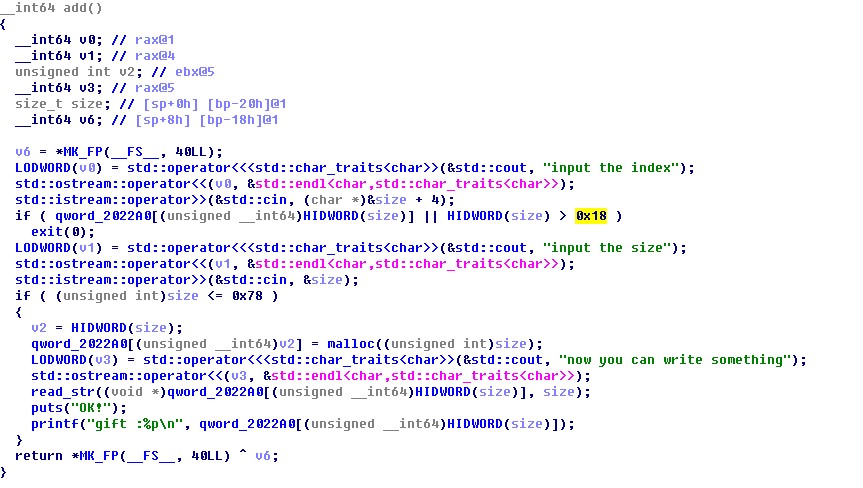 __int64 add()
{
  __int64 v0; // rax@1
  __int64 v1; // rax@4
  unsigned int v2; // ebx@5
  __int64 v3; // rax@5
  size_t size; // [sp+0h] [bp-20h]@1
  __int64 v6; // [sp+8h] [bp-18h]@1

  v6 = *MK_FP(__FS__, 40LL);
  LODWORD(v0) = std::operator<<<std::char_traits<char>>(&std::cout, "input the index");
  std::ostream::operator<<(v0, &std::endl<char,std::char_traits<char>>);
  std::istream::operator>>(&std::cin, (char *)&size + 4);
  if ( qword_2022A0[(unsigned __int64)HIDWORD(size)] || HIDWORD(size) > 0x18 )
    exit(0);
  LODWORD(v1) = std::operator<<<std::char_traits<char>>(&std::cout, "input the size");
  std::ostream::operator<<(v1, &std::endl<char,std::char_traits<char>>);
  std::istream::operator>>(&std::cin, &size);
  if ( (unsigned int)size <= 0x78 )
  {
    v2 = HIDWORD(size);
    qword_2022A0[(unsigned __int64)v2] = malloc((unsigned int)size);
    LODWORD(v3) = std::operator<<<std::char_traits<char>>(&std::cout, "now you can write something");
    std::ostream::operator<<(v3, &std::endl<char,std::char_traits<char>>);
    read_str((void *)qword_2022A0[(unsigned __int64)HIDWORD(size)], size);
    puts("OK!");
    printf("gift :%p\n", qword_2022A0[(unsigned __int64)HIDWORD(size)]);
  }
  return *MK_FP(__FS__, 40LL) ^ v6;
}